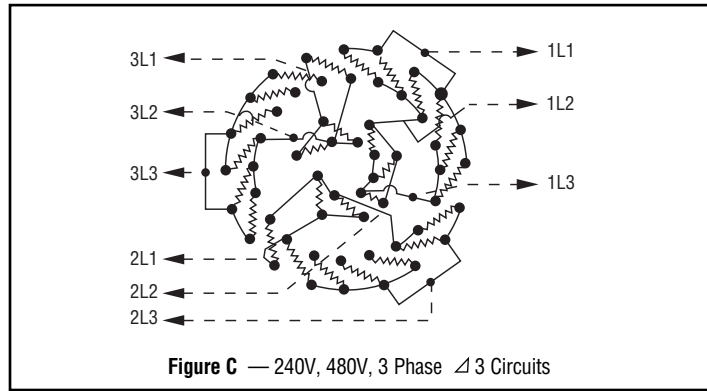 3L1
1L1
3L2
1L2
3L3
1L3
2L1
2L2
2L3
Figure C — 240V, 480V, 3 Phase ⊿ 3 Circuits